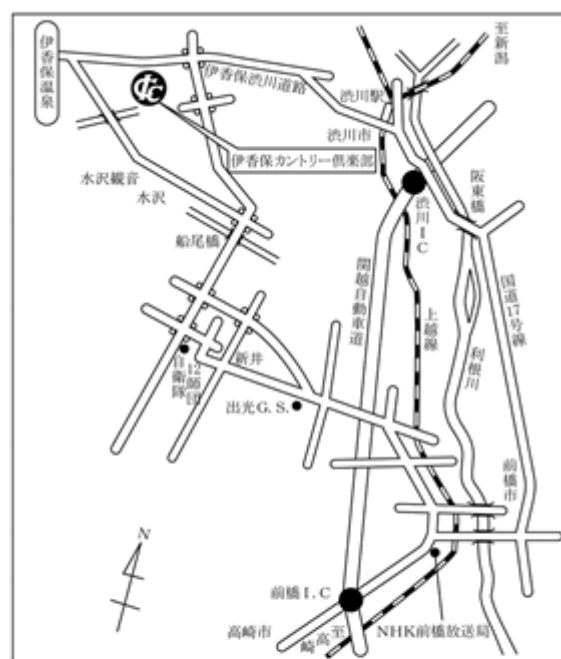 伊香保温泉
至新潟
伊香保渋川道路
渋川駅
渋川市
伊香保カントリー倶楽部
阪東橋
水沢観音
水沢
渋川IC
船尾橋
関越自動車道
上越線
国道17号線
利根川
新井
12師団
自衛隊
出光G.S.
前橋市
N
前橋I.C
高崎市
至高崎
NHK前橋放送局